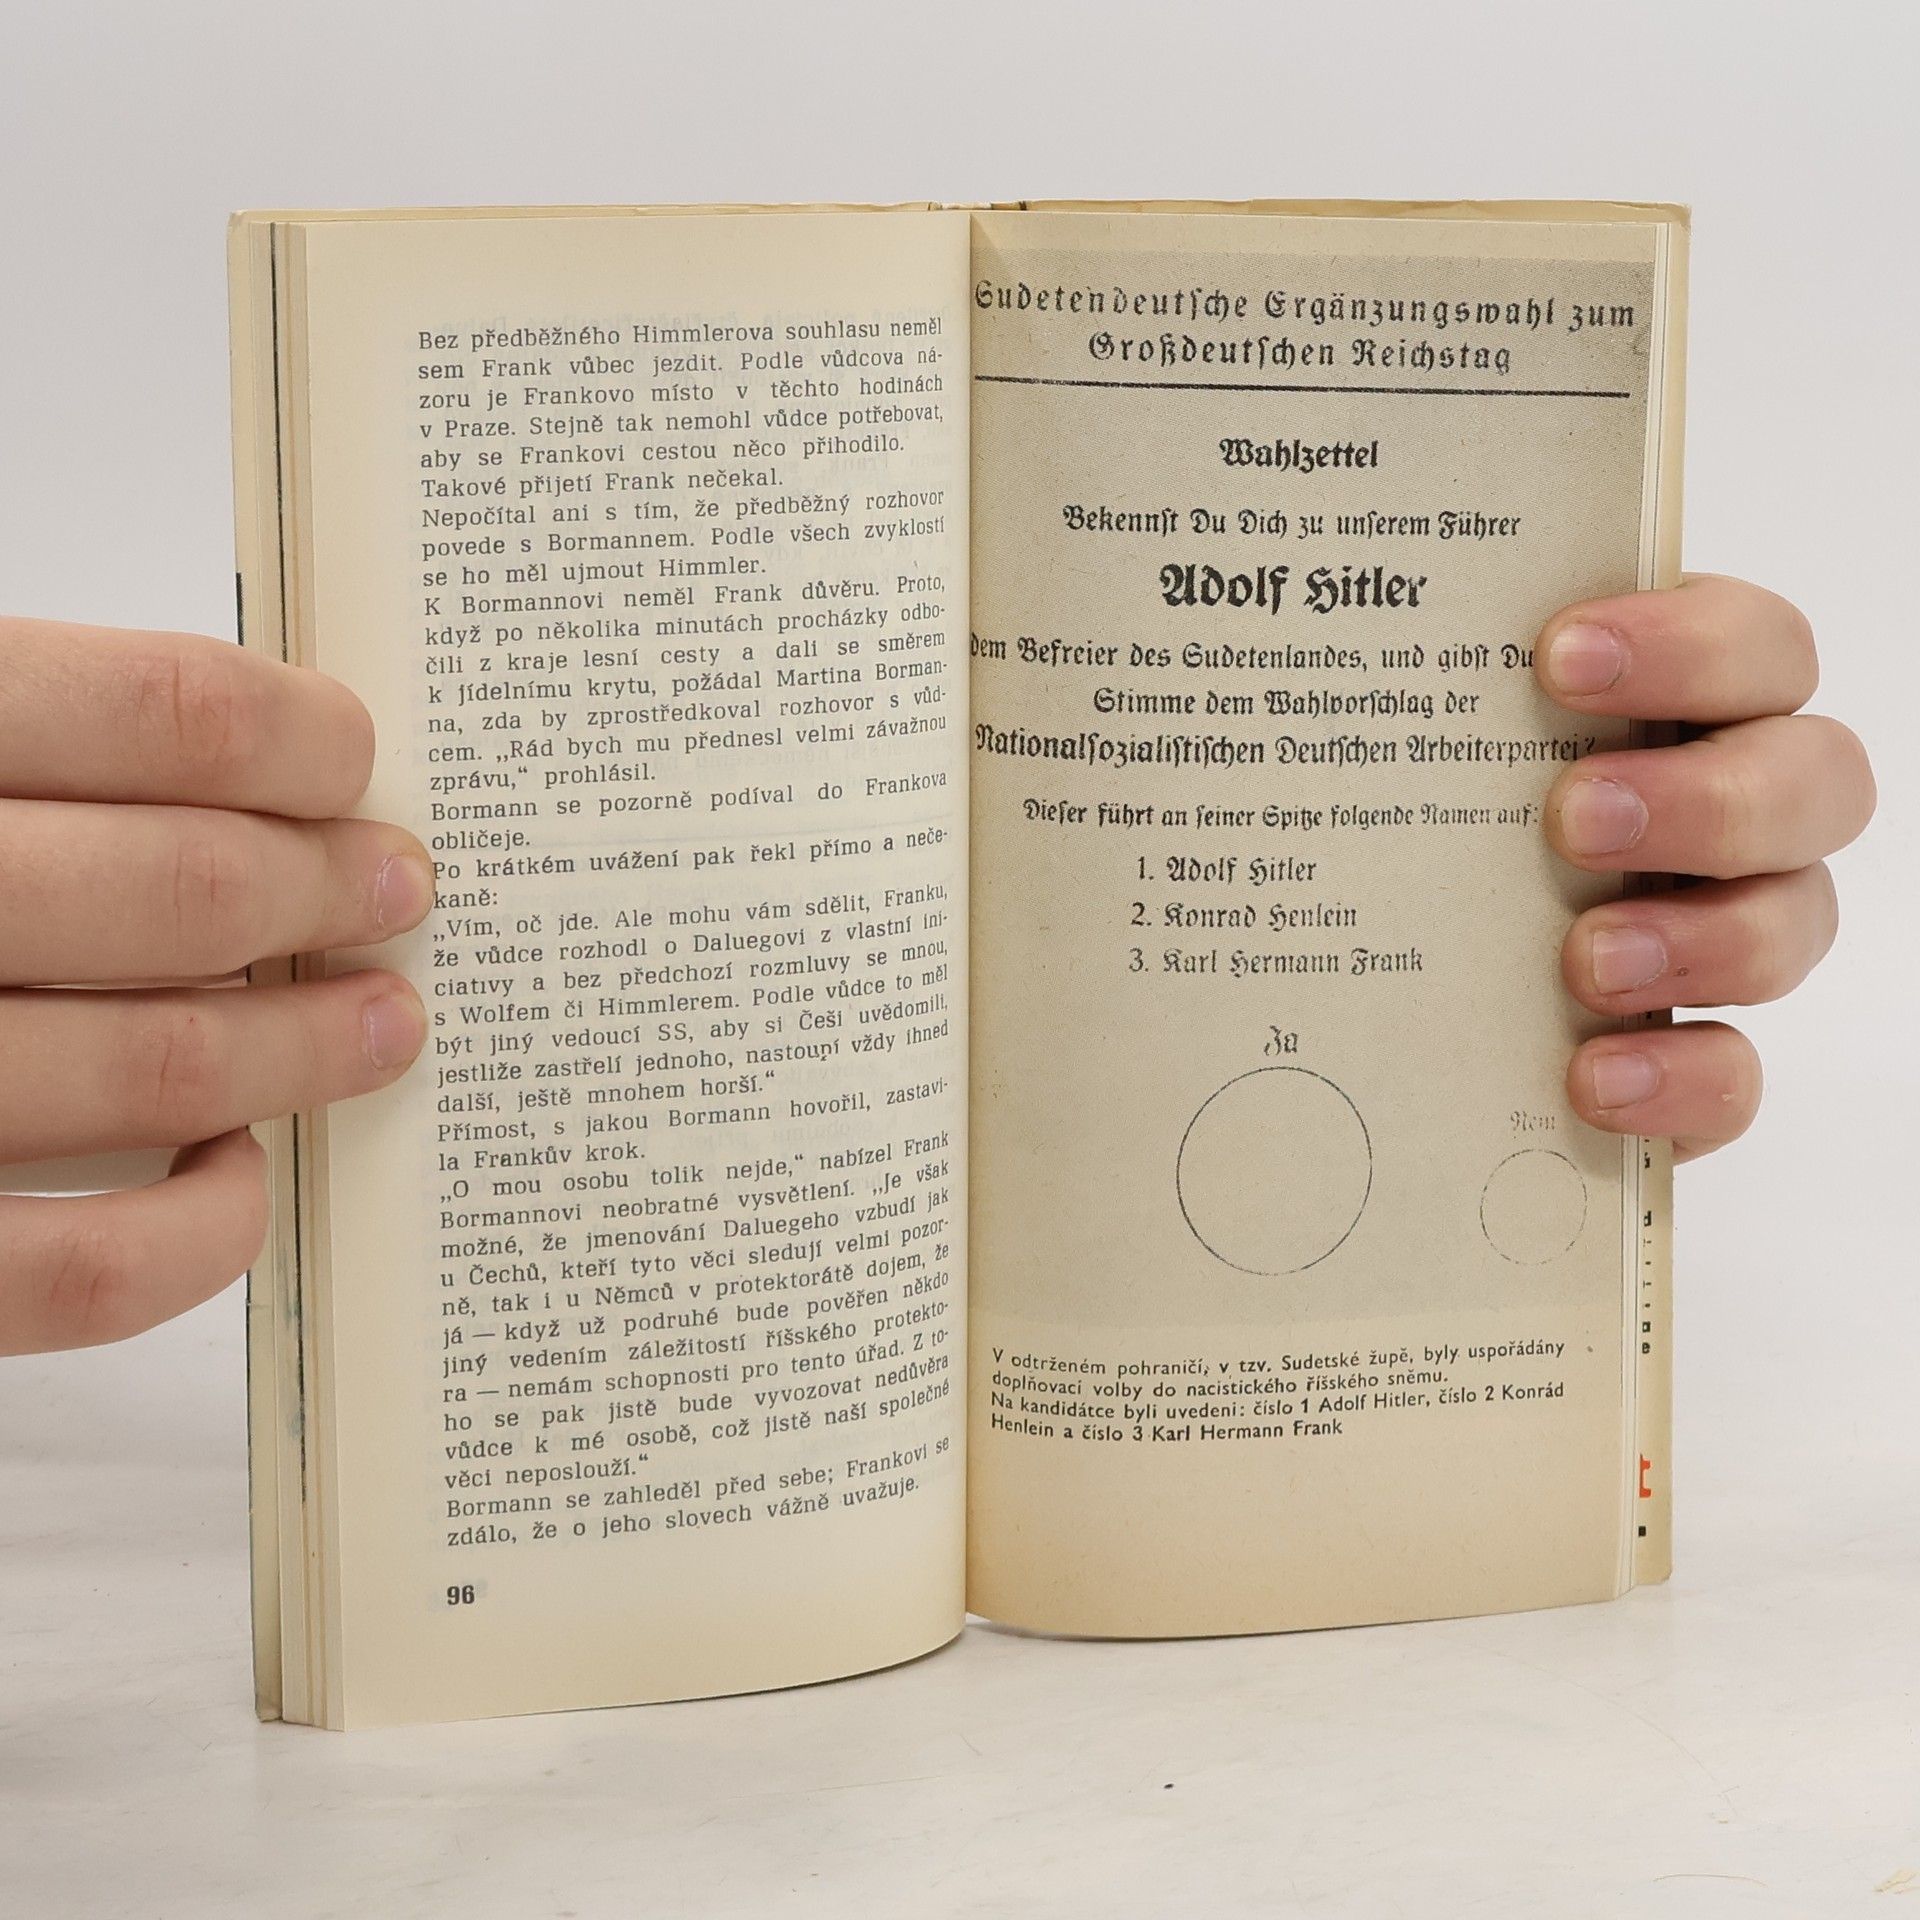 Bez předběžného Himmlerova souhlasu neměl
sem Frank vůbec jezdit. Podle vůdcova ná-
zoru je Frankovo místo v těchto hodinách
v Praze. Stejně tak nemohl vůdce potřebovat,
aby se Frankovi cestou něco přihodilo.
Takové přijetí Frank nečekal.
Nepočítal ani s tím, že předběžný rozhovor
povede s Bormannem. Podle všech zvyklostí
se ho měl ujmout Himmler.
K Bormannovi neměl Frank důvěru. Proto,
když po několika minutách procházky odbo-
čili z kraje lesní cesty a dali se směrem
k jídelnímu krytu, požádal Martina Borman-
na, zda by zprostředkoval rozhovor s vůd-
cem. „Rád bych mu přednesl velmi závažnou
zprávu,“ prohlásil.
Bormann se pozorně podíval do Frankova
obličeje.
Po krátkém uvážení pak řekl přímo a neče-
kaně:
„Vím, oč jde. Ale mohu vám sdělit, Franku,
že vůdce rozhodl o Daluegovi z vlastní ini-
ciativy a bez předchozí rozmluvy se mnou,
s Wolfem či Himmlerem. Podle vůdce to měl
být jiný vedoucí SS, aby si Češi uvědomili,
jestliže zastřelí jednoho, nastoupí vždy ihned
další, ještě mnohem horší.“
Přímost, s jakou Bormann hovořil, zastavi-
la Frankův krok.
„O mou osobu tolik nejde,“ nabízel Frank
Bormannovi neobratné vysvětlení. „Je však
možné, že jmenování Daluegeho vzbudí jak
u Čechů, kteří tyto věci sledují velmi pozor-
ně, tak i u Němců v protektorátě dojem, že
já — když už podruhé bude pověřen někdo
jiný vedením záležitostí říšského protekto-
ra — nemám schopnosti pro tento úřad. Z to-
ho se pak jistě bude vyvozovat nedůvěra
vůdce k mé osobě, což jistě naší společné
věci neposlouží.“
Bormann se zahleděl před sebe; Frankovi se
zdálo, že o jeho slovech vážně uvažuje.
96
Sudetendeutsche Ergänzungswahl zum
Großdeutschen Reichstag
Wahlzettel
Bekennst Du Dich zu unserem Führer
Adolf Hitler
dem Befreier des Sudetenlandes, und gibst Du
Stimme dem Wahlvorschlag der
Nationalsozialistischen Deutschen Arbeiterpartei?
Dieser führt an seiner Spitze folgende Namen auf:
1. Adolf Hitler
2. Konrad Henlein
3. Karl Hermann Frank
Ja
Nein
V odtrženém pohraničí, v tzv. Sudetské župě, byly uspořádány
doplňovací volby do nacistického říšského sněmu.
Na kandidátce byli uvedeni: číslo 1 Adolf Hitler, číslo 2 Konrád
Henlein a číslo 3 Karl Hermann Frank